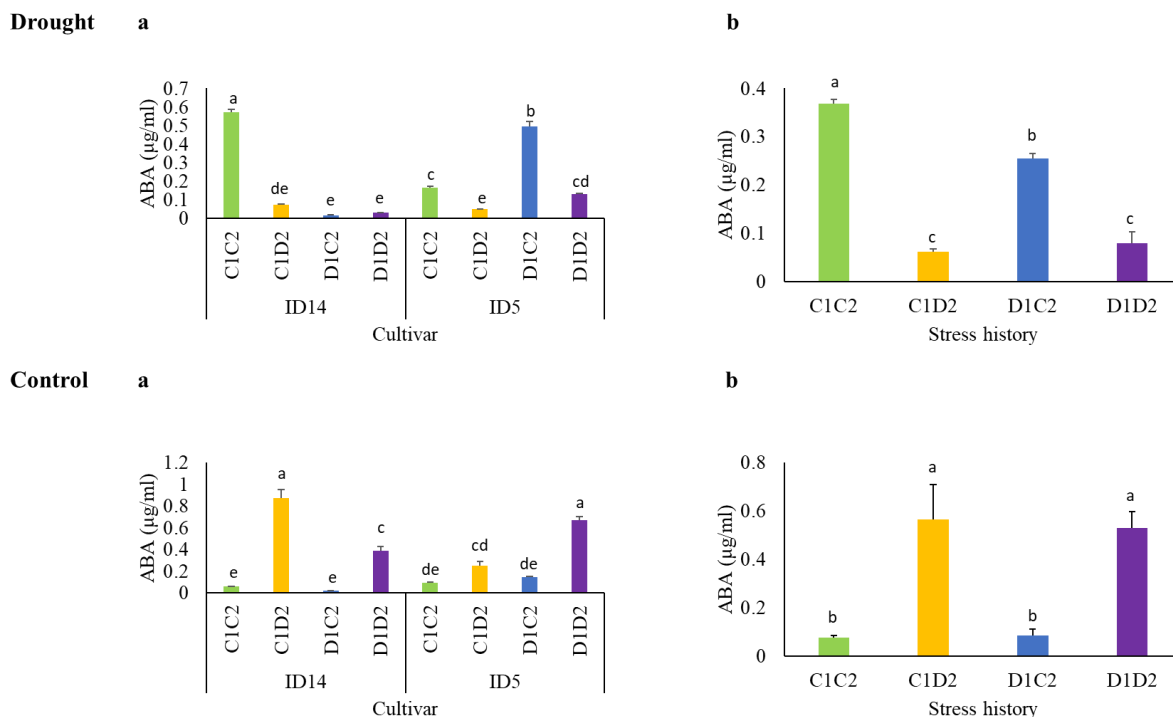 Drought a b
ABA (µg/ml)
0.7
0.6
0.5
0.4
0.3
0.2
0.1
0
a
de
e
e
c
e
b
cd
C1C2 C1D2 D1C2 D1D2 C1C2 C1D2 D1C2 D1D2
ID14 ID5
Cultivar
ABA (µg/ml)
0.4
0.3
0.2
0.1
0
a
c
b
c
C1C2 C1D2 D1C2 D1D2
Stress history
Control a b
ABA (µg/ml)
1.2
1
0.8
0.6
0.4
0.2
0
e
a
e
c
de
cd
de
a
C1C2 C1D2 D1C2 D1D2 C1C2 C1D2 D1C2 D1D2
ID14 ID5
Cultivar
ABA (µg/ml)
0.8
0.6
0.4
0.2
0
b
a
b
a
C1C2 C1D2 D1C2 D1D2
Stress history